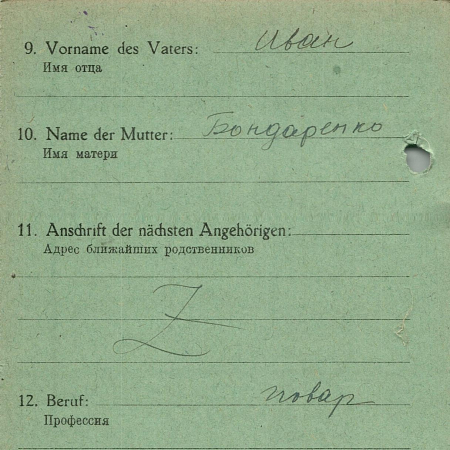 9. Vorname des Vaters: Иван
Имя отца
10. Name der Mutter: Бондаренко
Имя матери
11. Anschrift der nächsten Angehörigen:
Адрес ближайших родственников
Z
12. Beruf: повар
Профессия